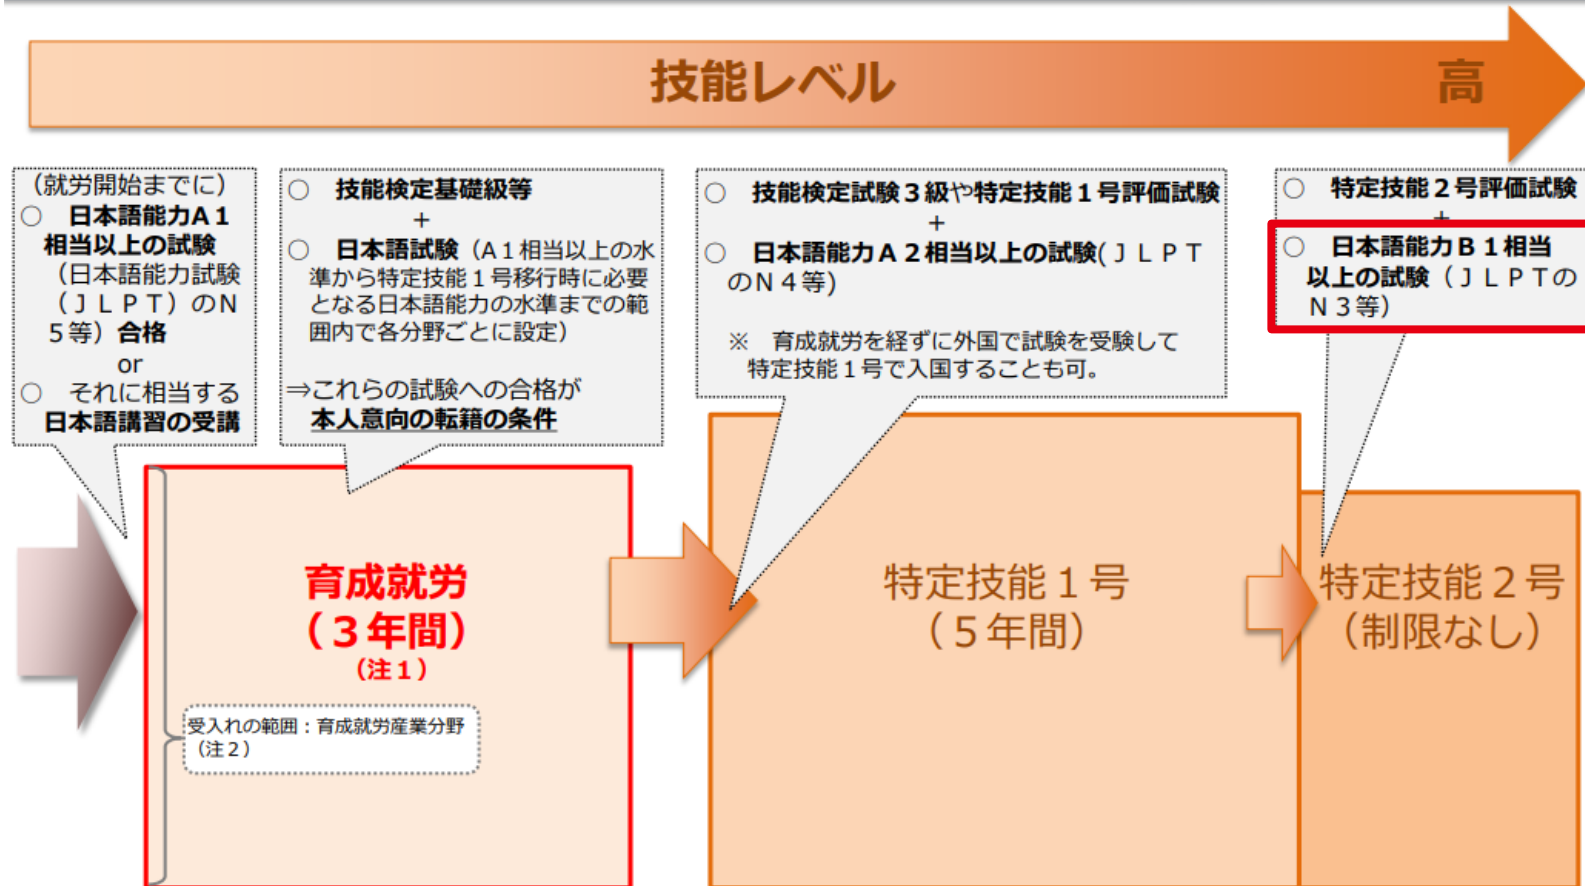 技能レベル
高
（就労開始までに）
○　日本語能力Ａ１
相当以上の試験
（日本語能力試験
（ＪＬＰＴ）のＮ
５等）合格
or
○　それに相当する
日本語講習の受講
○　技能検定基礎級等
+
○　日本語試験（A１相当以上の水
準から特定技能１号移行時に必要
となる日本語能力の水準までの範
囲内で各分野ごとに設定）
⇒これらの試験への合格が
本人意向の転籍の条件
○　技能検定試験３級や特定技能１号評価試験
+
○　日本語能力Ａ２相当以上の試験(ＪＬＰＴ
のＮ４等)
※　育成就労を経ずに外国で試験を受験して
特定技能１号で入国することも可。
○　特定技能２号評価試験
+
○　日本語能力Ｂ１相当
以上の試験（ＪＬＰＴの
Ｎ３等）
育成就労
（３年間）
（注１）
受入れの範囲：育成就労産業分野
（注２）
特定技能１号
（５年間）
特定技能２号
（制限なし）